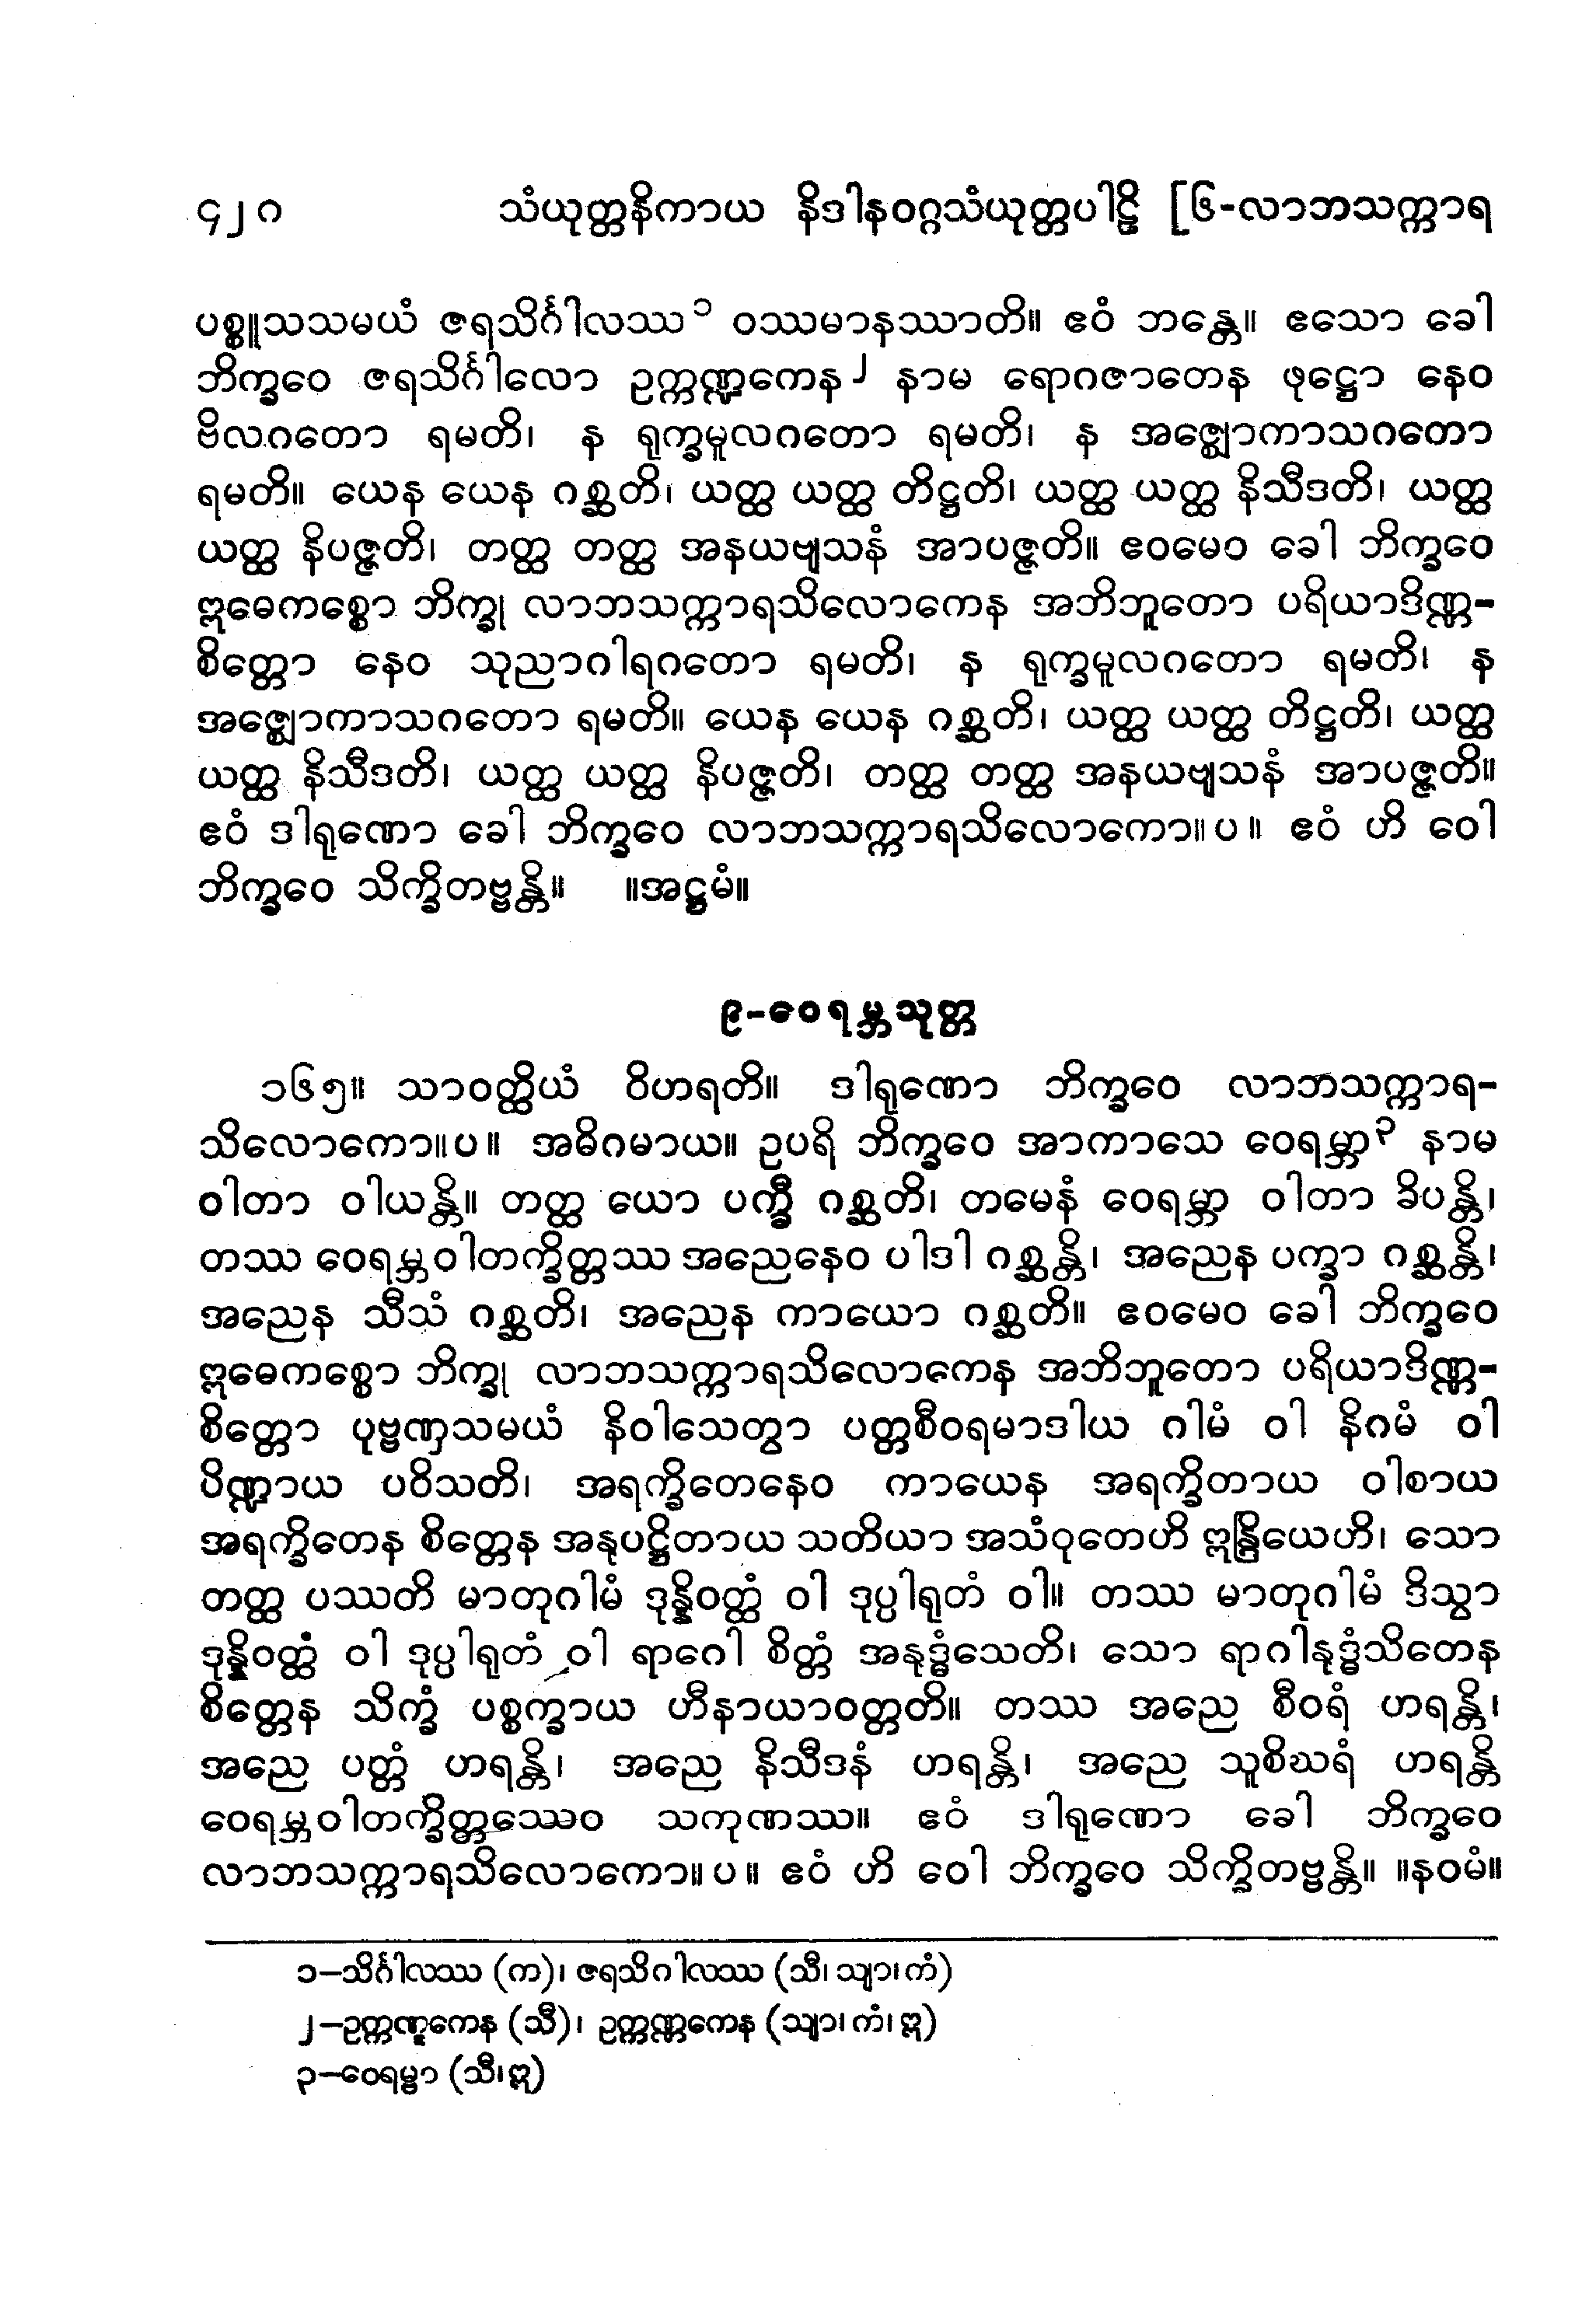 ၄၂၈ သံယုတ္တနိကာယ နိဒါနဝဂ္ဂသံယုတ္တပါဠိ [၆-လာဘသက္ကာရ
ပစ္စူသသမယံ ဇရသိင်္ဂါလဿ၁ ဝဿမာနဿာတိ။ ဧဝံ ဘန္တေ။ ဧသော ခေါ
ဘိက္ခဝေ ဇရသိင်္ဂါလော ဥက္ကဏ္ဍကေန၂ နာမ ရောဂဇာတေန ဖုဋ္ဌော နေဝ
ဗိလဂတော ရမတိ၊ န ရုက္ခမူလဂတော ရမတိ၊ န အဇ္ဈောကာသဂတော
ရမတိ။ ယေန ယေန ဂစ္ဆတိ၊ ယတ္ထ ယတ္ထ တိဋ္ဌတိ၊ ယတ္ထ ယတ္ထ နိသီဒတိ၊ ယတ္ထ
ယတ္ထ နိပဇ္ဇတိ၊ တတ္ထ တတ္ထ အနယဗျသနံ အာပဇ္ဇတိ။ ဧဝမေဝ ခေါ ဘိက္ခဝေ
ဣဓေကစ္စော ဘိက္ခု လာဘသက္ကာရသိလောကေန အဘိဘူတော ပရိယာဒိဏ္ဏ-
စိတ္တော နေဝ သုညာဂါရဂတော ရမတိ၊ န ရုက္ခမူလဂတော ရမတိ၊ န
အဇ္ဈောကာသဂတော ရမတိ။ ယေန ယေန ဂစ္ဆတိ၊ ယတ္ထ ယတ္ထ တိဋ္ဌတိ၊ ယတ္ထ
ယတ္ထ နိသီဒတိ၊ ယတ္ထ ယတ္ထ နိပဇ္ဇတိ၊ တတ္ထ တတ္ထ အနယဗျသနံ အာပဇ္ဇတိ။
ဧဝံ ဒါရုဏော ခေါ ဘိက္ခဝေ လာဘသက္ကာရသိလောကော။ပ။ ဧဝံ ဟိ ဝေါ
ဘိက္ခဝေ သိက္ခိတဗ္ဗန္တိ။ ။အဋ္ဌမံ။
၉-ဝေရမ္ဘသုတ္တ
၁၆၅။ သာဝတ္ထိယံ ဝိဟရတိ။ ဒါရုဏော ဘိက္ခဝေ လာဘသက္ကာရ-
သိလောကော။ပ။ အဓိဂမာယ။ ဥပရိ ဘိက္ခဝေ အာကာသေ ဝေရမ္ဘာ၃ နာမ
ဝါတာ ဝါယန္တိ။ တတ္ထ ယော ပက္ခီ ဂစ္ဆတိ၊ တမေနံ ဝေရမ္ဘာ ဝါတာ ခိပန္တိ၊
တဿ ဝေရမ္ဘဝါတက္ခိတ္တဿ အညေနေဝ ပါဒါ ဂစ္ဆန္တိ၊ အညေန ပက္ခာ ဂစ္ဆန္တိ၊
အညေန သီသံ ဂစ္ဆတိ၊ အညေန ကာယော ဂစ္ဆတိ။ ဧဝမေဝ ခေါ ဘိက္ခဝေ
ဣဓေကစ္စော ဘိက္ခု လာဘသက္ကာရသိလောကေန အဘိဘူတော ပရိယာဒိဏ္ဏ-
စိတ္တော ပုဗ္ဗဏှသမယံ နိဝါသေတွာ ပတ္တစီဝရမာဒါယ ဂါမံ ဝါ နိဂမံ ဝါ
ပိဏ္ဍာယ ပဝိသတိ၊ အရက္ခိတေနေဝ ကာယေန အရက္ခိတာယ ဝါစာယ
အရက္ခိတေန စိတ္တေန အနုပဋ္ဌိတာယ သတိယာ အသံဝုတေဟိ ဣန္ဒြိယေဟိ၊ သော
တတ္ထ ပဿတိ မာတုဂါမံ ဒုန္နိဝတ္ထံ ဝါ ဒုပ္ပါရုတံ ဝါ။ တဿ မာတုဂါမံ ဒိသွာ
ဒုန္နိဝတ္ထံ ဝါ ဒုပ္ပါရုတံ ဝါ ရာဂေါ စိတ္တံ အနုဒ္ဓံသေတိ၊ သော ရာဂါနုဒ္ဓံသိတေန
စိတ္တေန သိက္ခံ ပစ္စက္ခာယ ဟီနာယာဝတ္တတိ။ တဿ အညေ စီဝရံ ဟရန္တိ၊
အညေ ပတ္တံ ဟရန္တိ၊ အညေ နိသီဒနံ ဟရန္တိ၊ အညေ သူစိဃရံ ဟရန္တိ
ဝေရမ္ဘဝါတက္ခိတ္တဿေဝ သကုဏဿ။ ဧဝံ ဒါရုဏော ခေါ ဘိက္ခဝေ
လာဘသက္ကာရသိလောကော။ပ။ ဧဝံ ဟိ ဝေါ ဘိက္ခဝေ သိက္ခိတဗ္ဗန္တိ။ ။နဝမံ။
၁–သိင်္ဂါလဿ (က)၊ ဇရသိဂါလဿ (သီ၊ သျာ၊ ကံ)
၂–ဥက္ကဏ္ဋကေန (သီ)၊ ဥက္ကဏ္ဏကေန (သျာ၊ ကံ၊ ဣ)
၃–ဝေရမ္ဗာ (သီ၊ဣ)